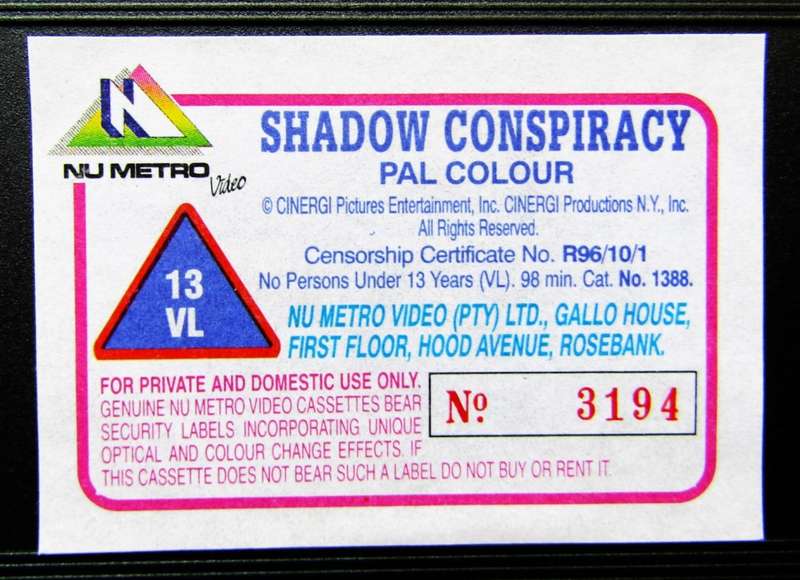 NU METRO
Video
SHADOW CONSPIRACY
PAL COLOUR
© CINERGI Pictures Entertainment, Inc. CINERGI Productions N.Y., Inc.
All Rights Reserved.
Censorship Certificate No. R96/10/1
No Persons Under 13 Years (VL). 98 min. Cat. No. 1388.
13
VL
NU METRO VIDEO (PTY) LTD., GALLO HOUSE,
FIRST FLOOR, HOOD AVENUE, ROSEBANK.
FOR PRIVATE AND DOMESTIC USE ONLY.
GENUINE NU METRO VIDEO CASSETTES BEAR
SECURITY LABELS INCORPORATING UNIQUE
OPTICAL AND COLOUR CHANGE EFFECTS. IF
THIS CASSETTE DOES NOT BEAR SUCH A LABEL DO NOT BUY OR RENT IT.
Nº 3194